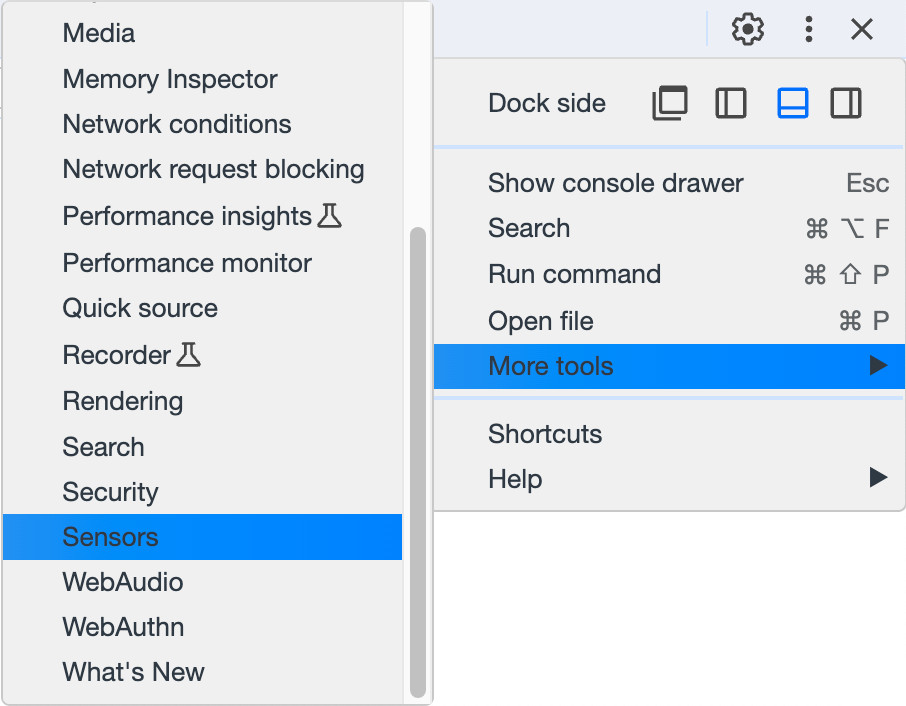 Media
Memory Inspector
Network conditions
Network request blocking
Performance insights
Performance monitor
Quick source
Recorder
Rendering
Search
Security
Sensors
WebAudio
WebAuthn
What's New
Dock side
Show console drawer Esc
Search ⌘ ⌥ F
Run command ⌘ ⇧ P
Open file ⌘ P
More tools
Shortcuts
Help